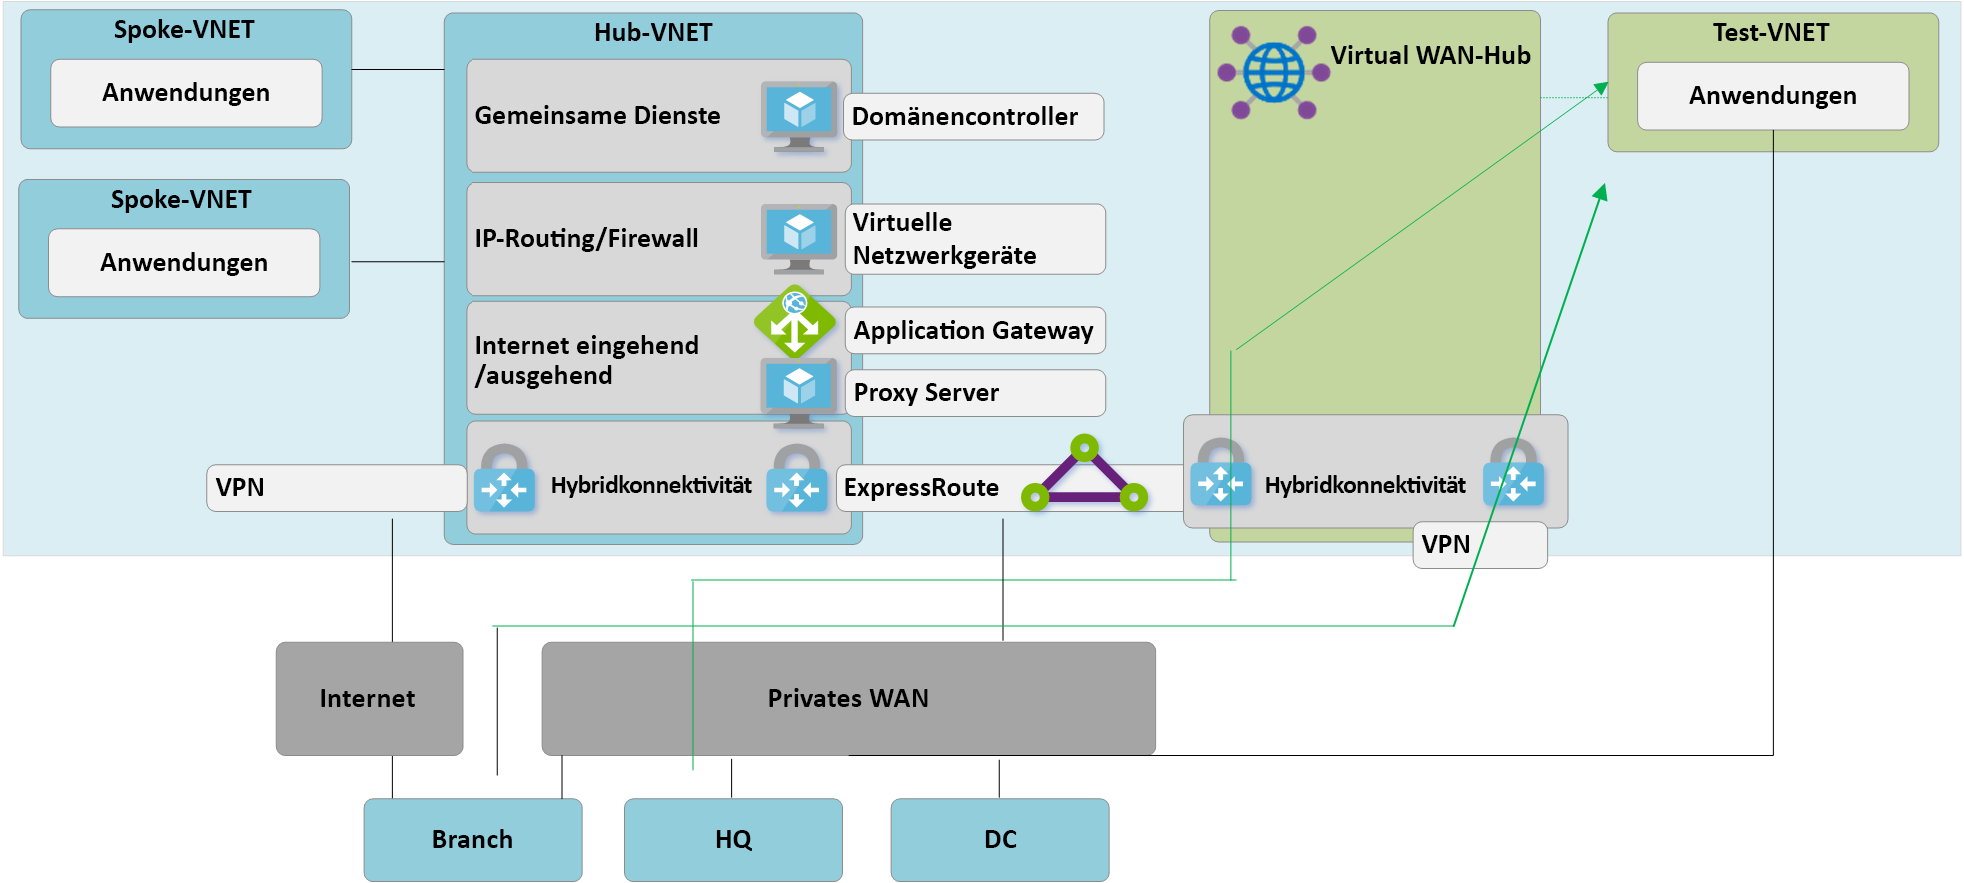 Spoke-VNET
Anwendungen
Spoke-VNET
Anwendungen
Hub-VNET
Gemeinsame Dienste
Domänencontroller
IP-Routing/Firewall
Virtuelle
Netzwerkgeräte
Internet eingehend
/ausgehend
Application Gateway
Proxy Server
VPN
Hybridkonnektivität
ExpressRoute
Virtual WAN-Hub
Hybridkonnektivität
VPN
Test-VNET
Anwendungen
Internet
Privates WAN
Branch
HQ
DC